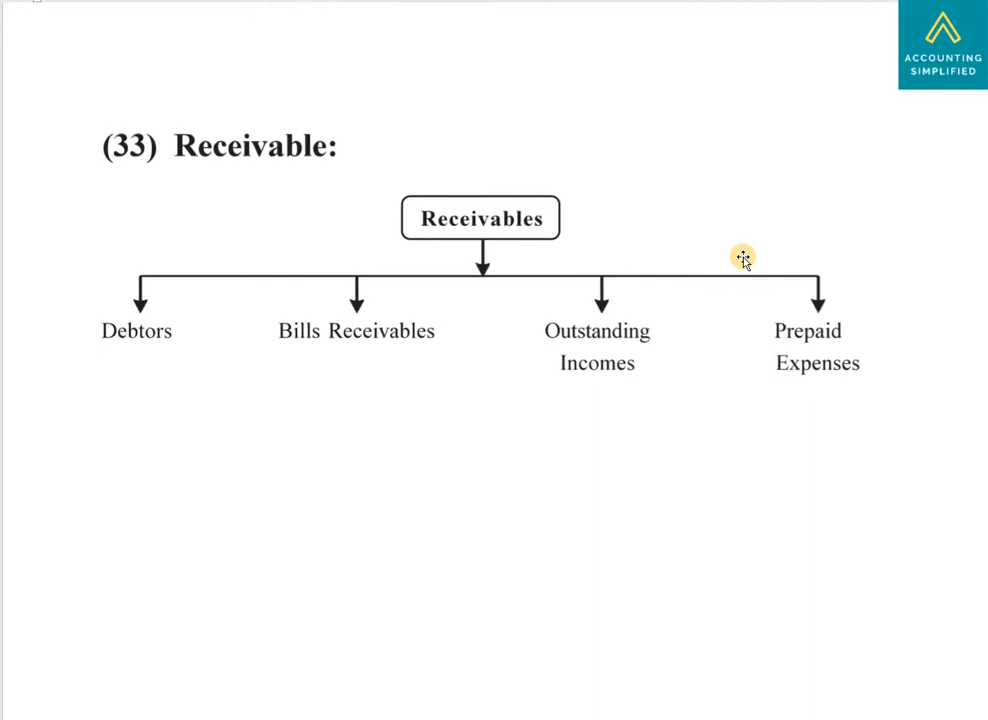 ACCOUNTING
SIMPLIFIED
(33) Receivable:
Receivables
Debtors
Bills Receivables
Outstanding
Incomes
Prepaid
Expenses